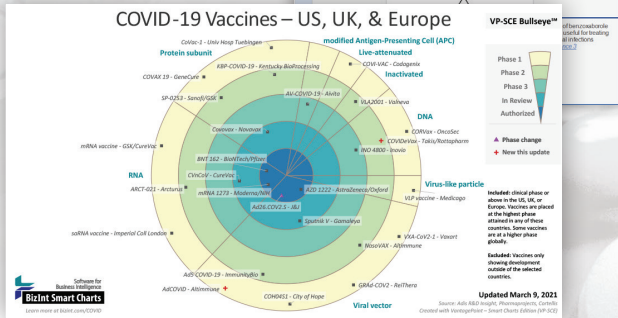 COVID-19 Vaccines – US, UK, & Europe
VP-SCE Bullseye™
of benzoxaborole
useful for treating
al infections
Phase 1
Phase 2
Phase 3
In Review
Authorized
Phase change
+ New this update
Protein subunit
modified Antigen-Presenting Cell (APC)
Live-attenuated
Inactivated
DNA
Virus-like particle
Viral vector
RNA
CoVac-1 - Univ Hosp Tuebingen
COVAX 19 - GeneCure
KBP-COVID-19 - Kentucky BioProcessing
SP-0253 - Sanofi/GSK
Covovax - Novavax
AV-COVID-19 - Aivita
COVI-VAC - Codagenix
VLA2001 - Valneva
CORVax - OncoSec
COVIDeVax - Takis/Rottapharm
INO 4800 - Inovio
mRNA vaccine - GSK/CureVac
BNT 162 - BioNTech/Pfizer
CVnCoV - CureVac
ARCT-021 - Arcturus
mRNA 1273 - Moderna/NIH
AZD 1222 - AstraZeneca/Oxford
Ad26.COV2.S - J&J
VLP vaccine - Medicago
saRNA vaccine - Imperial Coll London
Sputnik V - Gamaleya
VXA-CoV2-1 - Vaxart
NasoVAX - Altimmune
Ad5 COVID-19 - ImmunityBio
AdCOVID - Altimmune
GRAd-COV2 - ReiThera
COH04S1 - City of Hope
Included: clinical phase or
above in the US, UK, or
Europe. Vaccines are placed
at the highest phase
attained in any of these
countries. Some vaccines
are at a higher phase
globally.
Excluded: Vaccines only
showing development
outside of the selected
countries.
Updated March 9, 2021
Source: Adis R&D Insight, Pharmaprojects, Cortellis
Created with VantagePoint – Smart Charts Edition (VP-SCE)
Software for
Business Intelligence
BizInt Smart Charts
Learn more at bizint.com/COVID